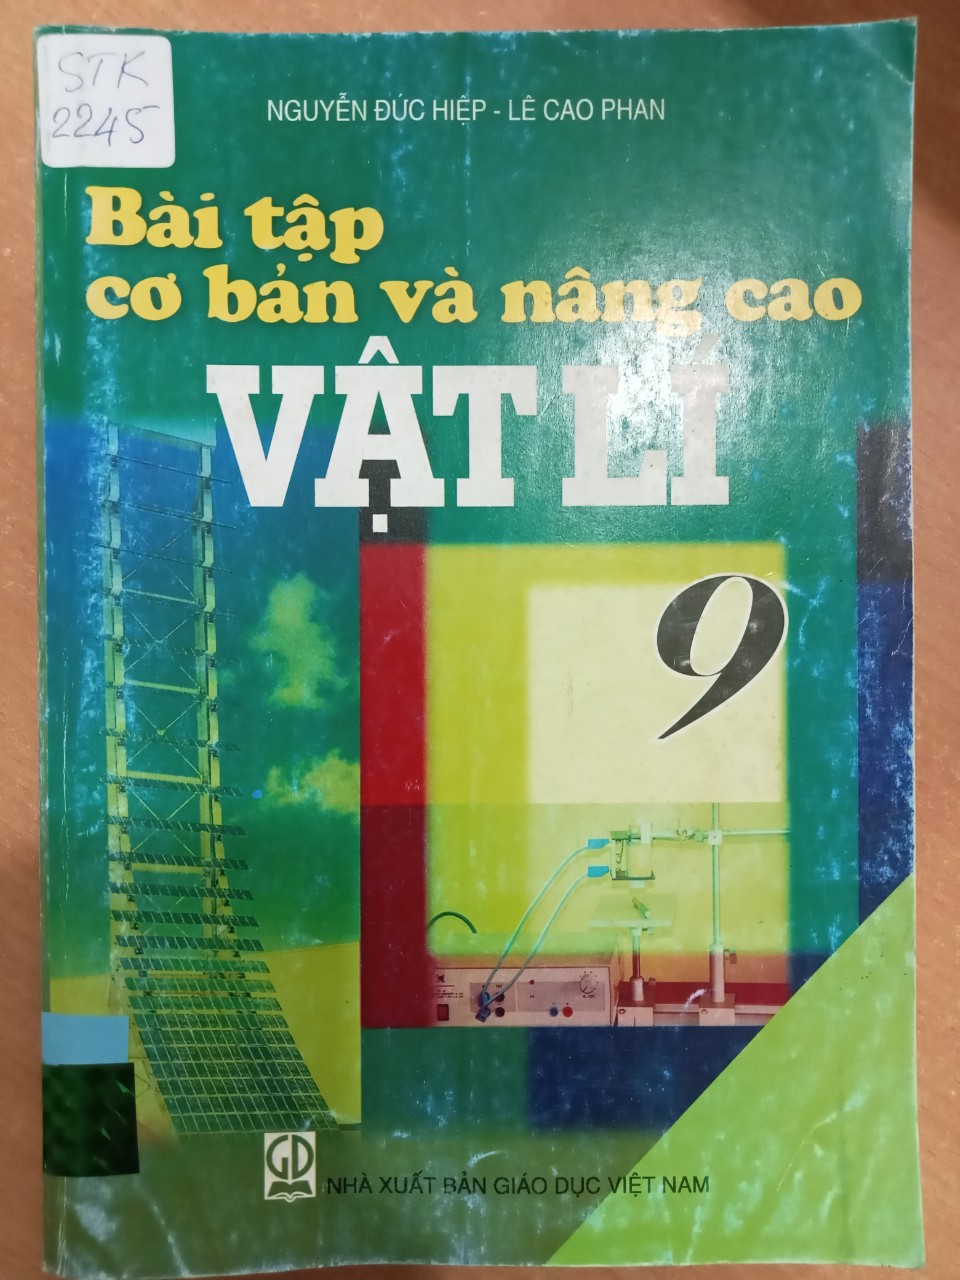 STK
2245
NGUYỄN ĐỨC HIỆP - LÊ CAO PHAN
Bài tập
cơ bản và nâng cao
VẬT LÍ
9
GD
NHÀ XUẤT BẢN GIÁO DỤC VIỆT NAM